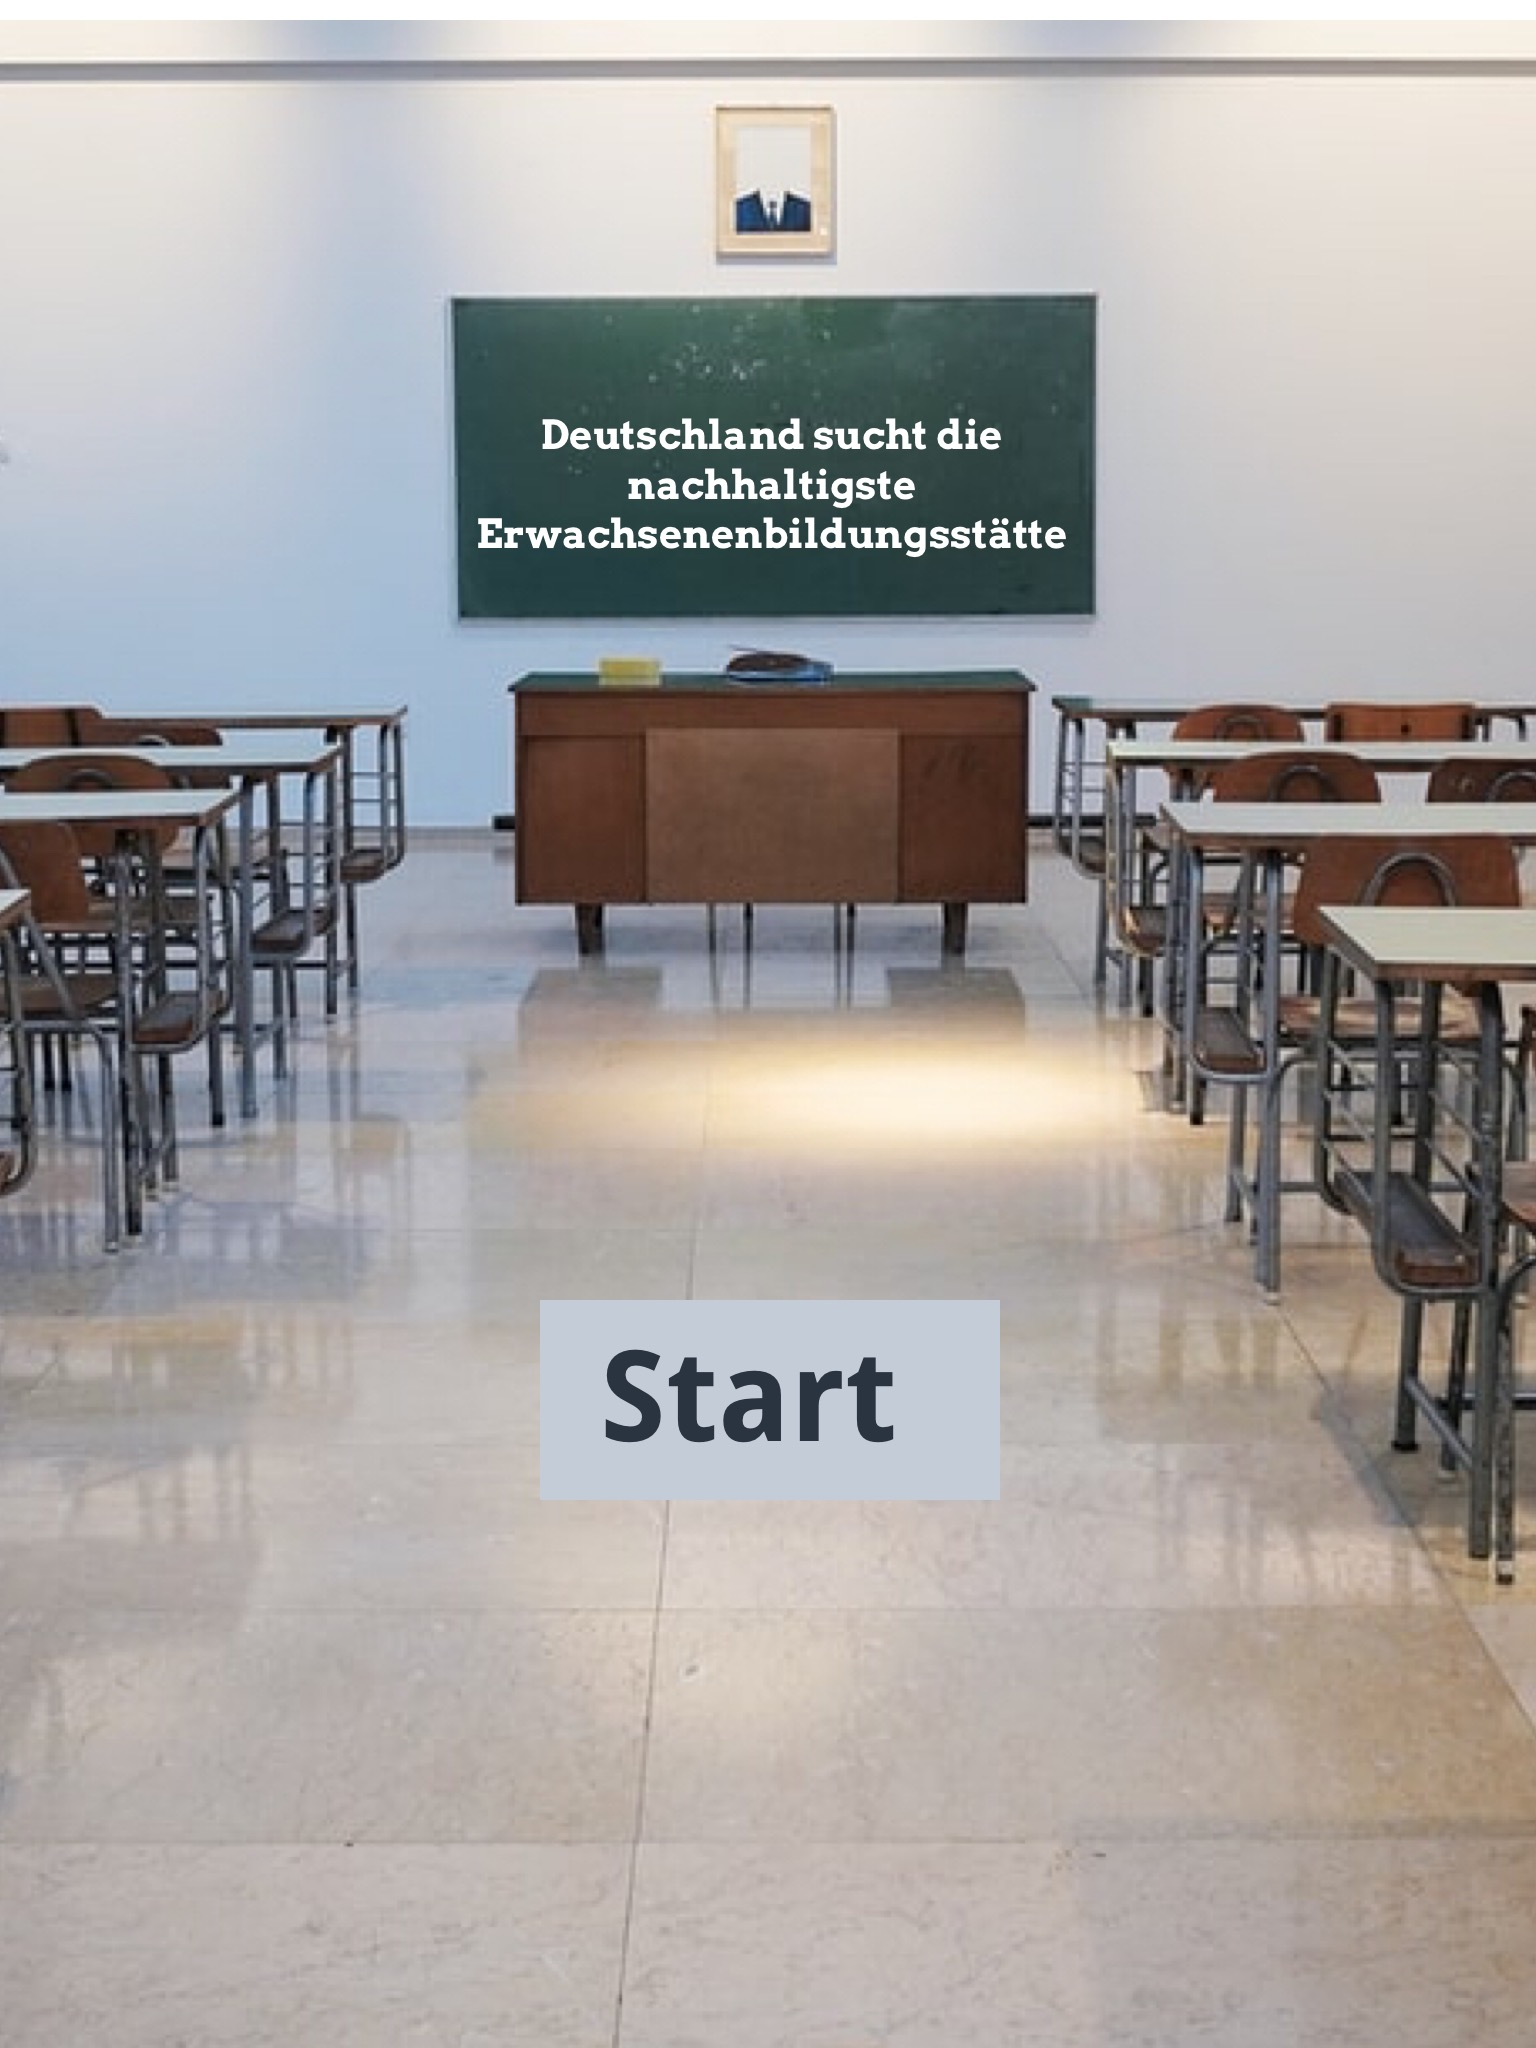 Deutschland sucht die
nachhaltigste
Erwachsenenbildungsstätte
Start